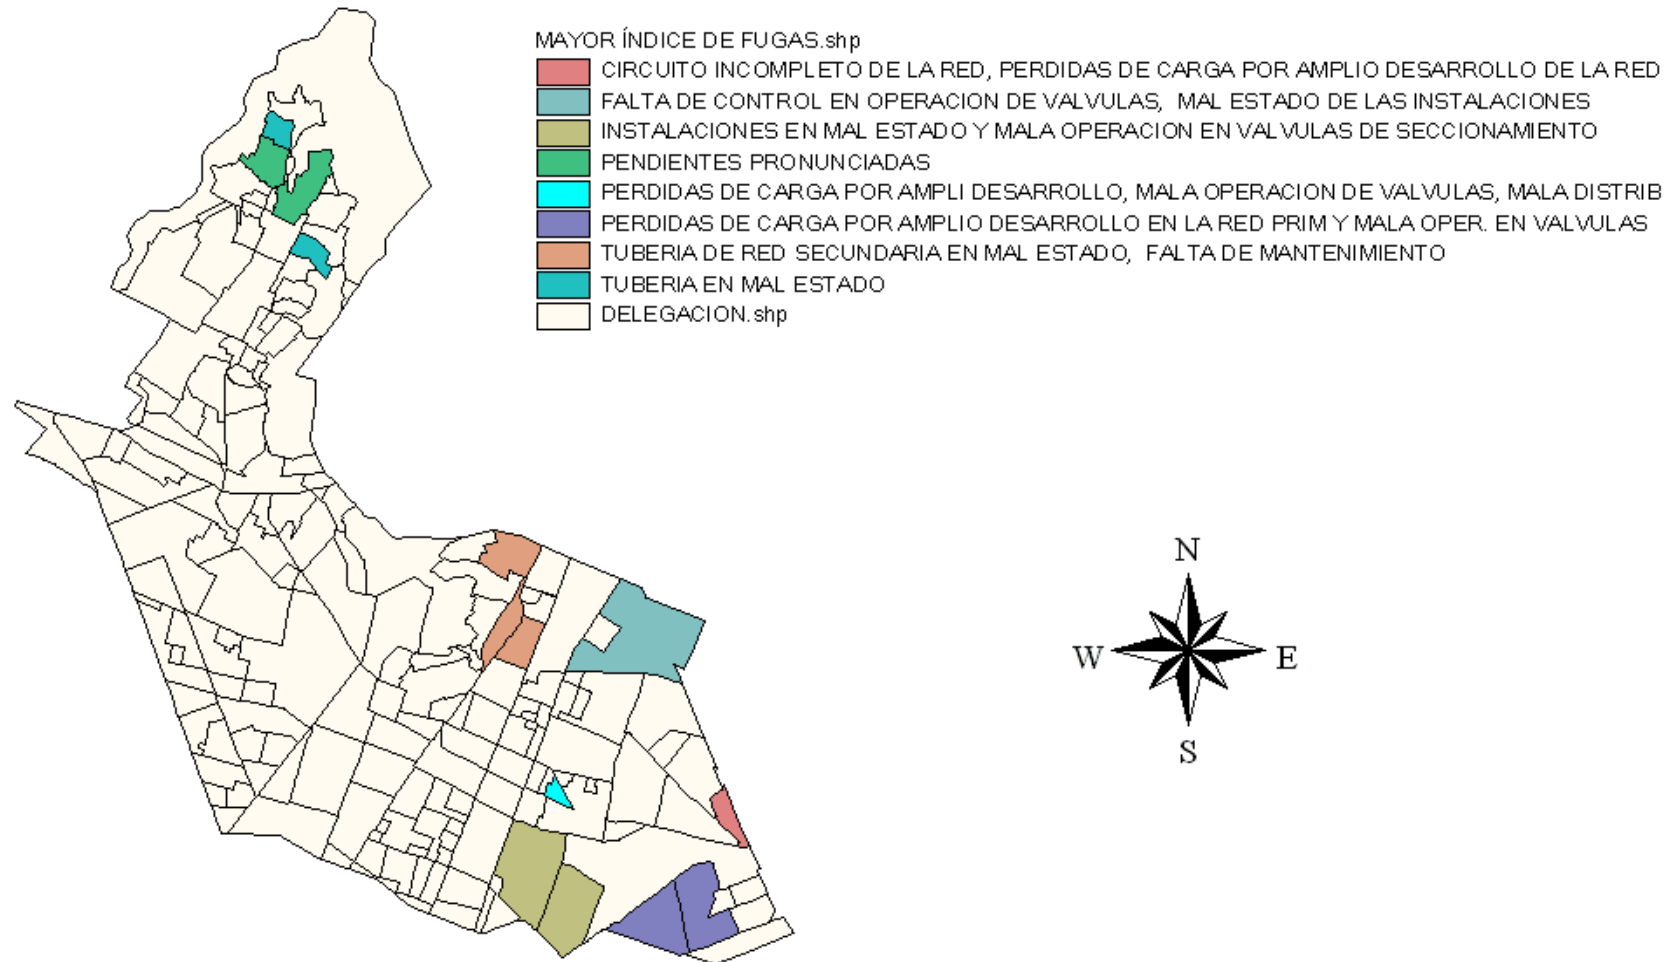 MAYOR ÍNDICE DE FUGAS.shp
CIRCUITO INCOMPLETO DE LA RED, PERDIDAS DE CARGA POR AMPLIO DESARROLLO DE LA RED
FALTA DE CONTROL EN OPERACION DE VALVULAS, MAL ESTADO DE LAS INSTALACIONES
INSTALACIONES EN MAL ESTADO Y MALA OPERACION EN VALVULAS DE SECCIONAMIENTO
PENDIENTES PRONUNCIADAS
PERDIDAS DE CARGA POR AMPLI DESARROLLO, MALA OPERACION DE VALVULAS, MALA DISTRIB
PERDIDAS DE CARGA POR AMPLIO DESARROLLO EN LA RED PRIM Y MALA OPER. EN VALVULAS
TUBERIA DE RED SECUNDARIA EN MAL ESTADO, FALTA DE MANTENIMIENTO
TUBERIA EN MAL ESTADO
DELEGACION.shp
N
W E
S